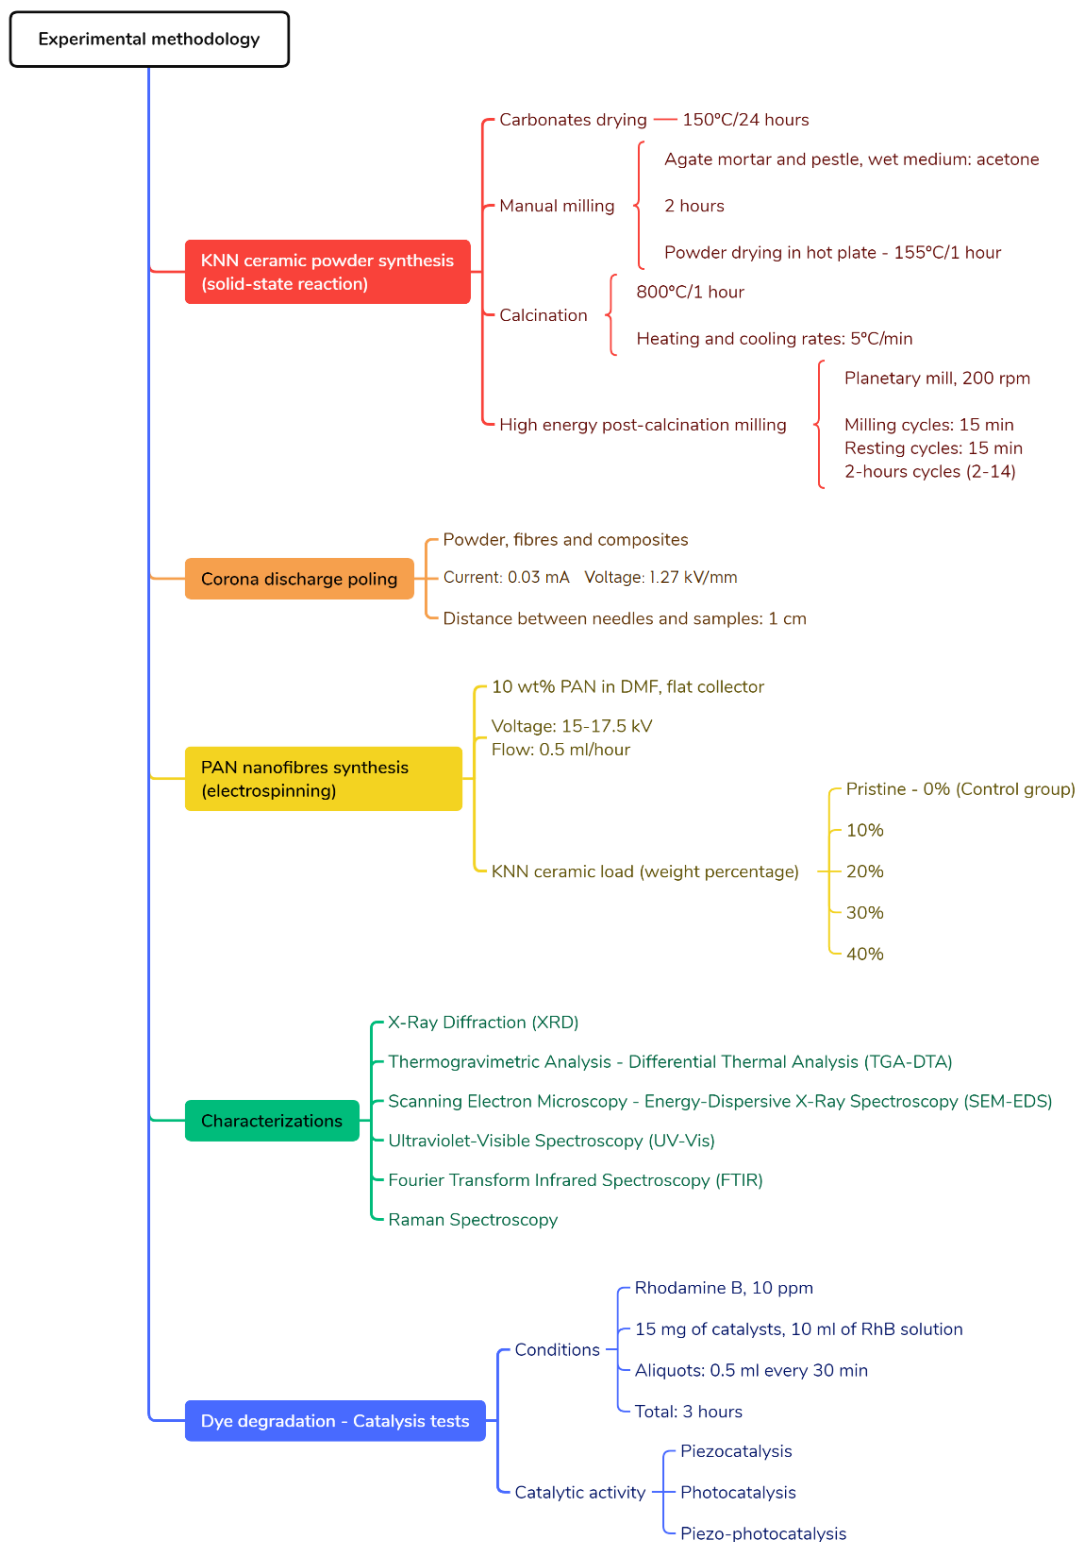 Experimental methodology
KNN ceramic powder synthesis
(solid-state reaction)
Carbonates drying
150ºC/24 hours
Manual milling
Agate mortar and pestle, wet medium: acetone
2 hours
Powder drying in hot plate - 155ºC/1 hour
Calcination
800ºC/1 hour
Heating and cooling rates: 5ºC/min
High energy post-calcination milling
Planetary mill, 200 rpm
Milling cycles: 15 min
Resting cycles: 15 min
2-hours cycles (2-14)
Corona discharge poling
Powder, fibres and composites
Current: 0.03 mA Voltage: 1.27 kV/mm
Distance between needles and samples: 1 cm
PAN nanofibres synthesis
(electrospinning)
10 wt% PAN in DMF, flat collector
Voltage: 15-17.5 kV
Flow: 0.5 ml/hour
KNN ceramic load (weight percentage)
Pristine - 0% (Control group)
10%
20%
30%
40%
Characterizations
X-Ray Diffraction (XRD)
Thermogravimetric Analysis - Differential Thermal Analysis (TGA-DTA)
Scanning Electron Microscopy - Energy-Dispersive X-Ray Spectroscopy (SEM-EDS)
Ultraviolet-Visible Spectroscopy (UV-Vis)
Fourier Transform Infrared Spectroscopy (FTIR)
Raman Spectroscopy
Dye degradation - Catalysis tests
Conditions
Rhodamine B, 10 ppm
15 mg of catalysts, 10 ml of RhB solution
Aliquots: 0.5 ml every 30 min
Total: 3 hours
Catalytic activity
Piezocatalysis
Photocatalysis
Piezo-photocatalysis